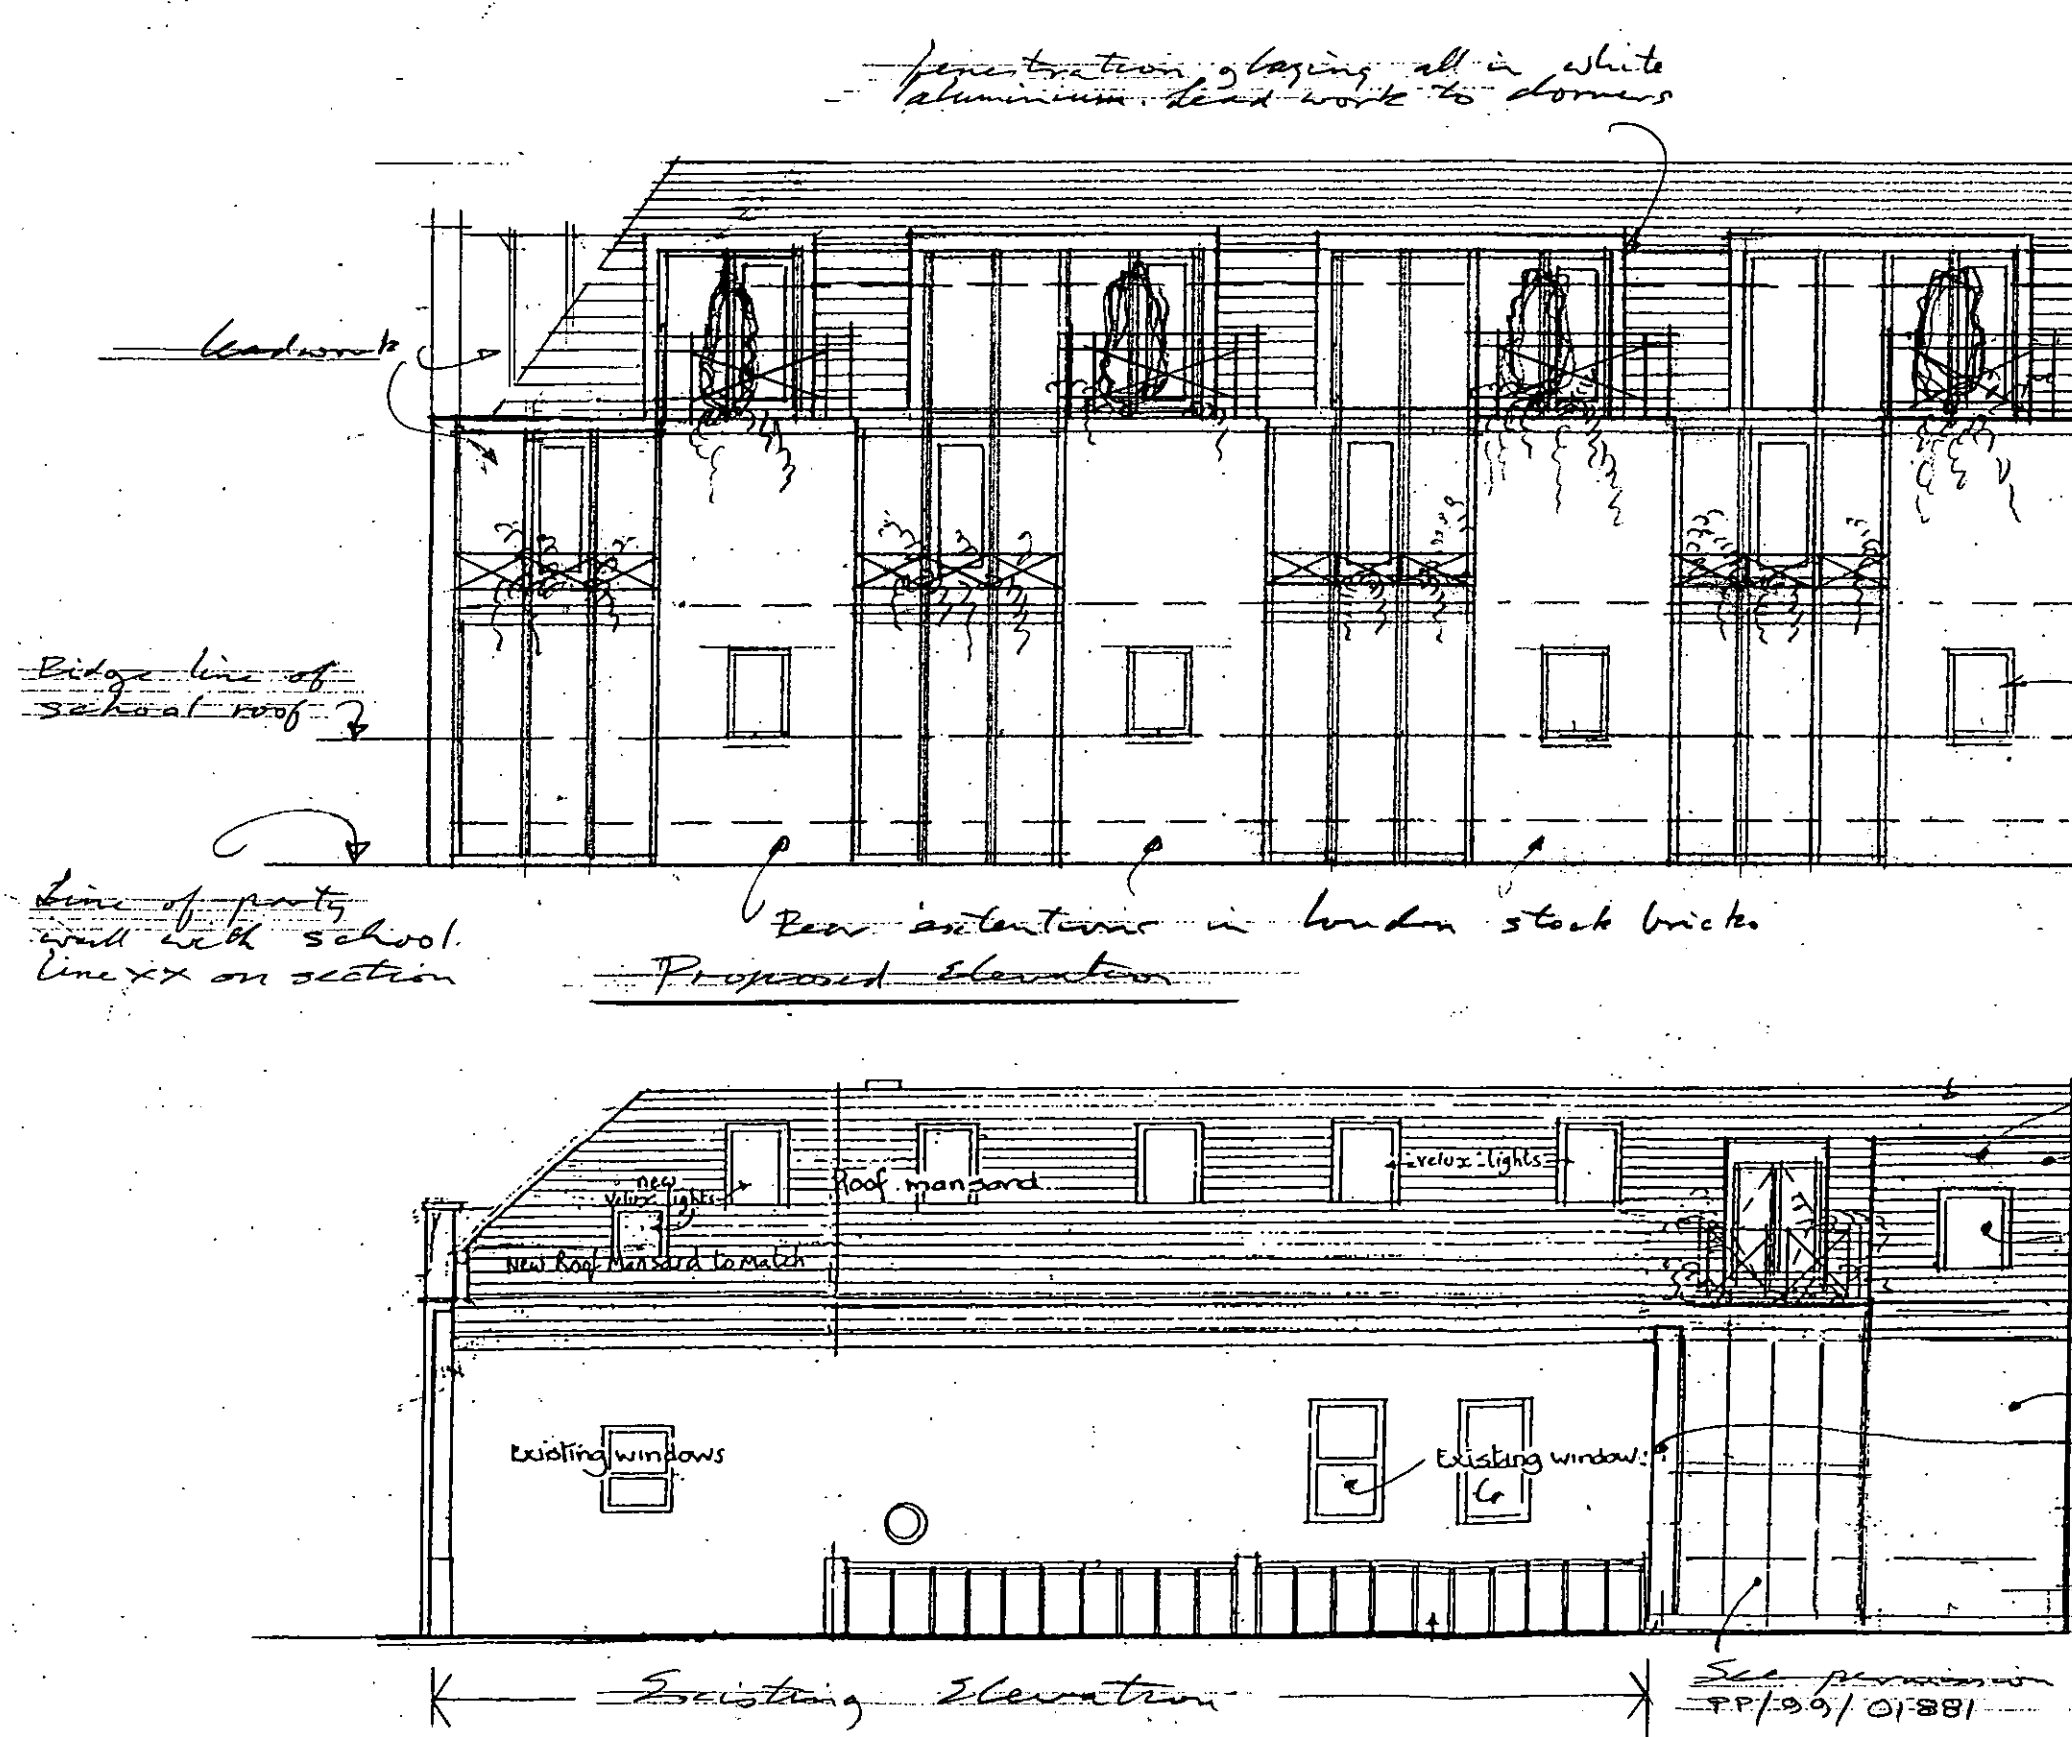 fenestration glazing all in white
aluminium. Lead work to dormers
Leadwork
Ridge line of
school roof
Line of party
wall with school.
line xx on section
Rear extentions in london stock bricks
Proposed Elevation
velux lights
new
velux lights
Roof mansard
New Roof Mansard to match
Existing windows
Existing window
Existing Elevation
See permission
PP/99/01881